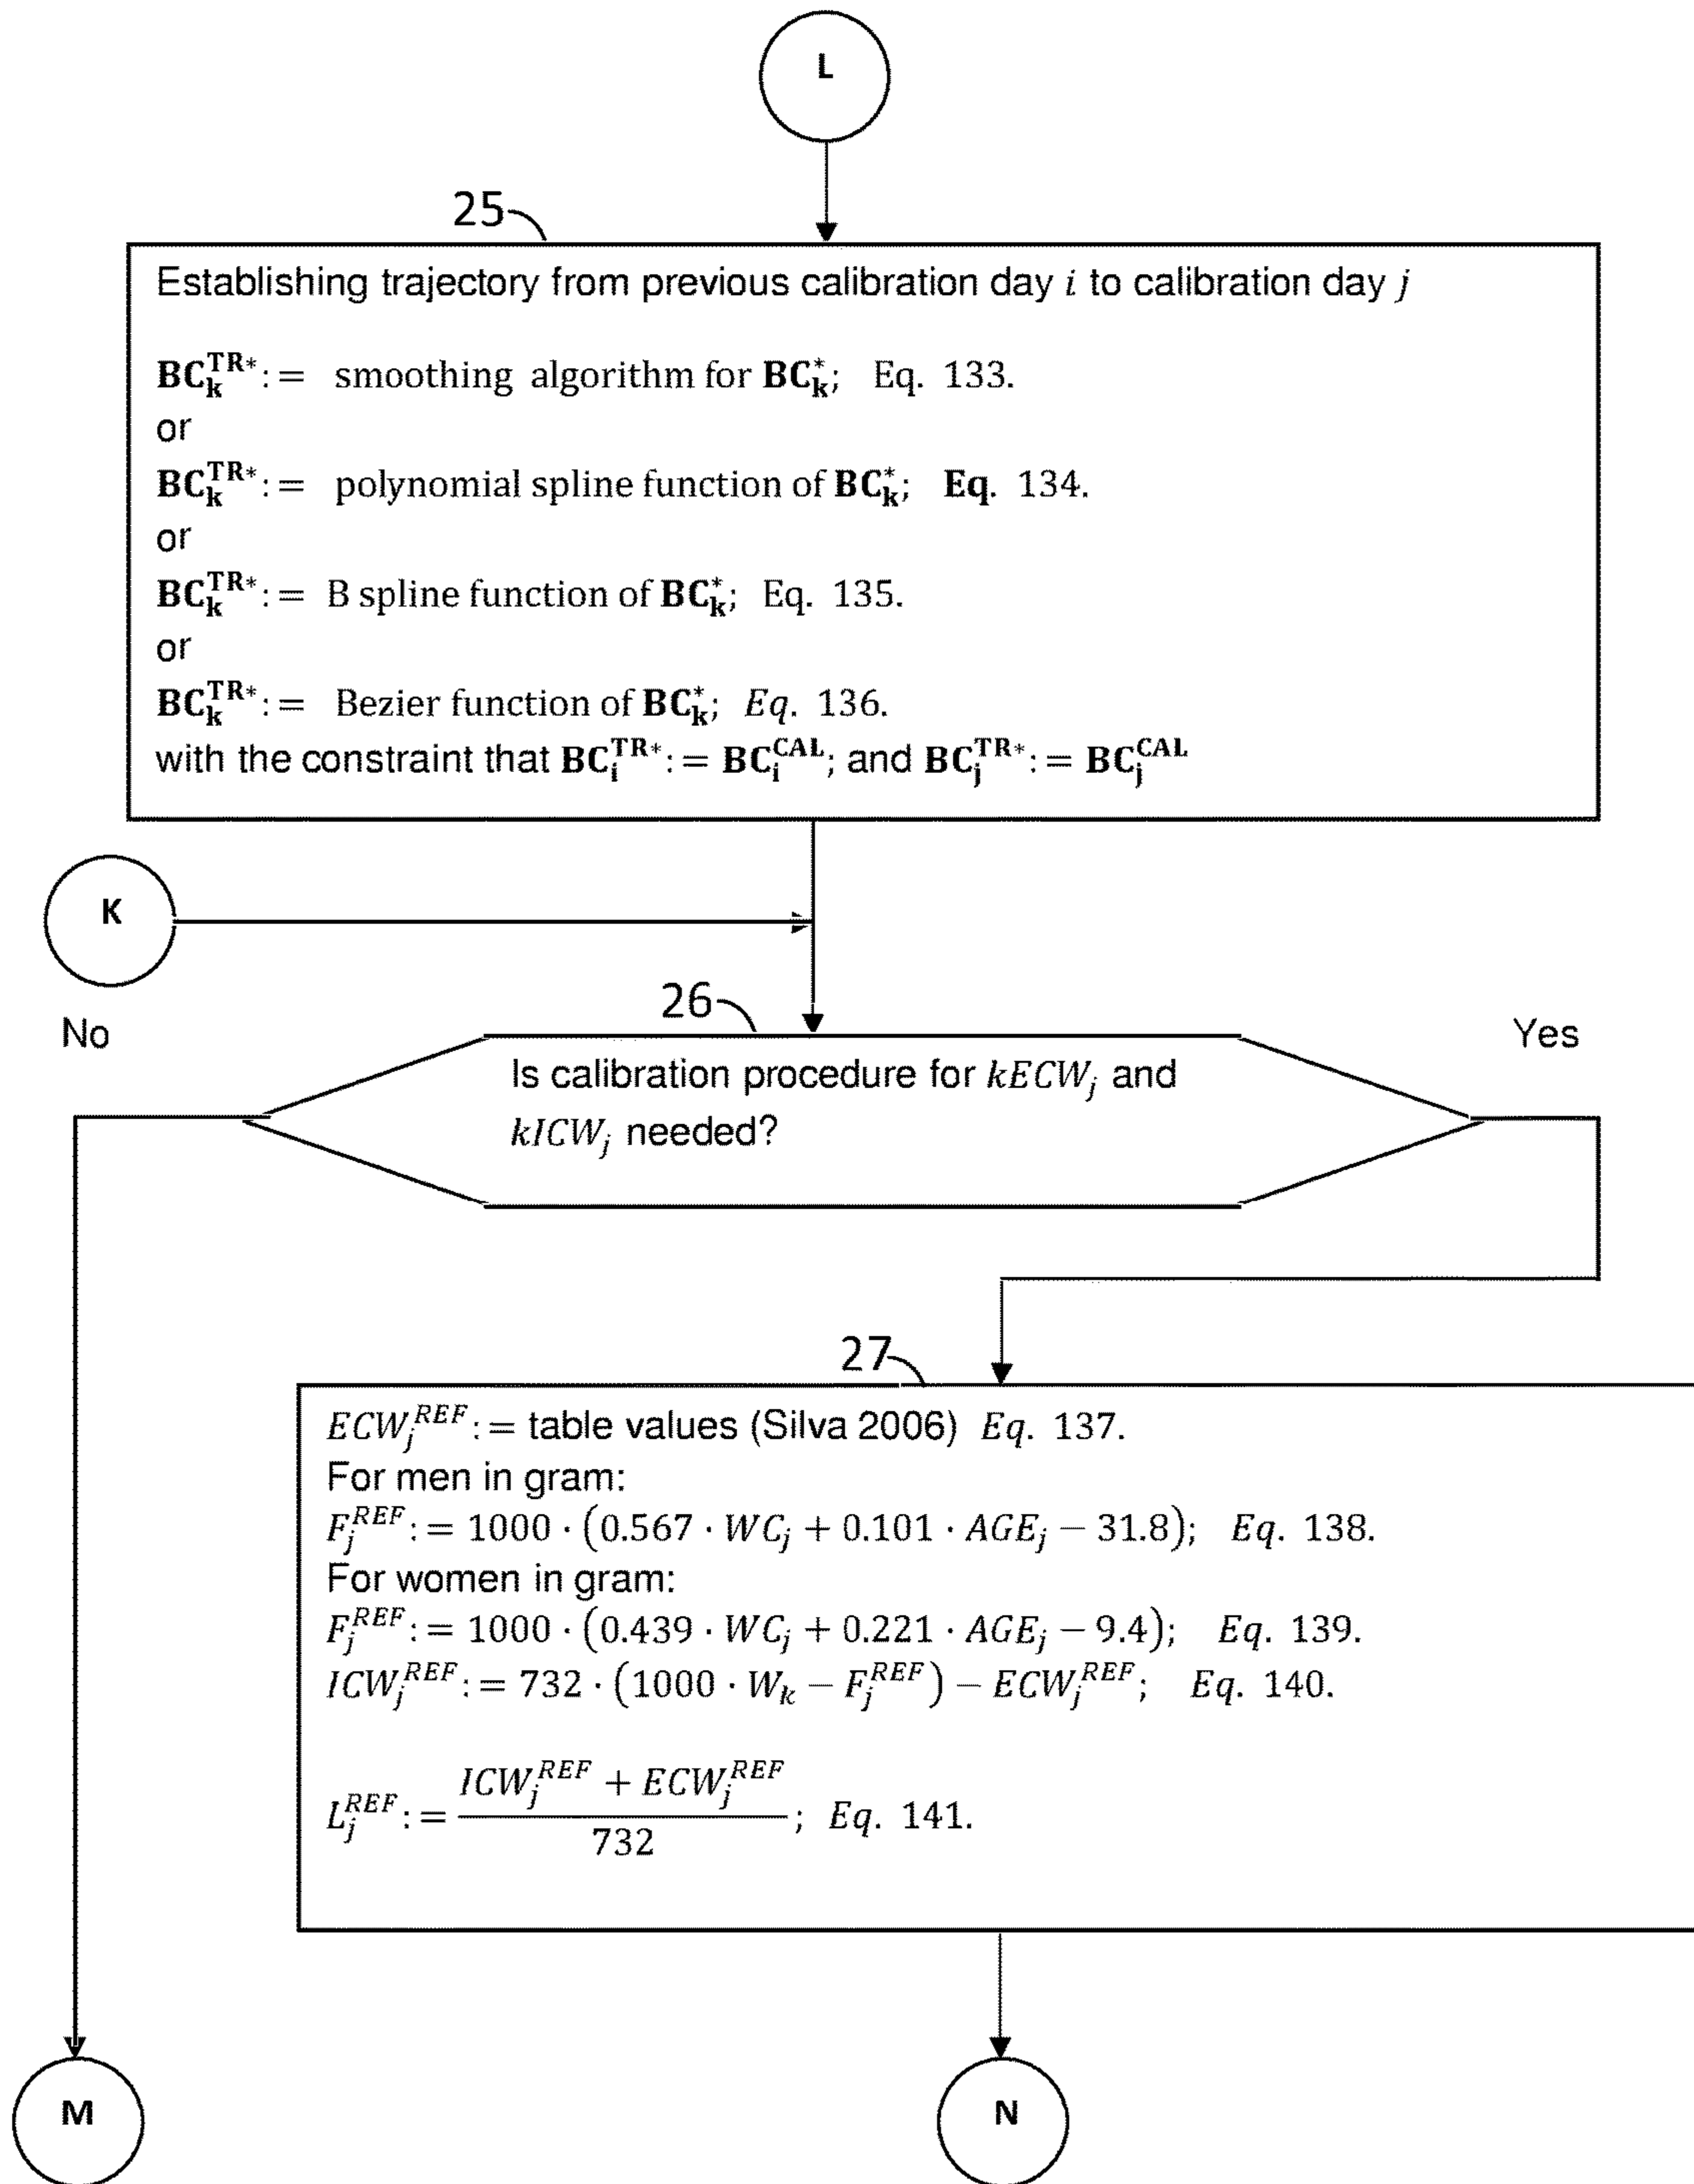 L
25
Establishing trajectory from previous calibration day i to calibration day j
BC_k^{TR*} := smoothing algorithm for BC_k^*; Eq. 133.
or
BC_k^{TR*} := polynomial spline function of BC_k^*; Eq. 134.
or
BC_k^{TR*} := B spline function of BC_k^*; Eq. 135.
or
BC_k^{TR*} := Bezier function of BC_k^*; Eq. 136.
with the constraint that BC_i^{TR*} := BC_i^{CAL}; and BC_j^{TR*} := BC_j^{CAL}
K
26
No
Yes
Is calibration procedure for kECW_j and
kICW_j needed?
27
ECW_j^{REF} := table values (Silva 2006) Eq. 137.
For men in gram:
F_j^{REF} := 1000 · (0.567 · WC_j + 0.101 · AGE_j − 31.8); Eq. 138.
For women in gram:
F_j^{REF} := 1000 · (0.439 · WC_j + 0.221 · AGE_j − 9.4); Eq. 139.
ICW_j^{REF} := 732 · (1000 · W_k − F_j^{REF}) − ECW_j^{REF}; Eq. 140.
L_j^{REF} := \frac{ICW_j^{REF} + ECW_j^{REF}}{732}; Eq. 141.
M
N